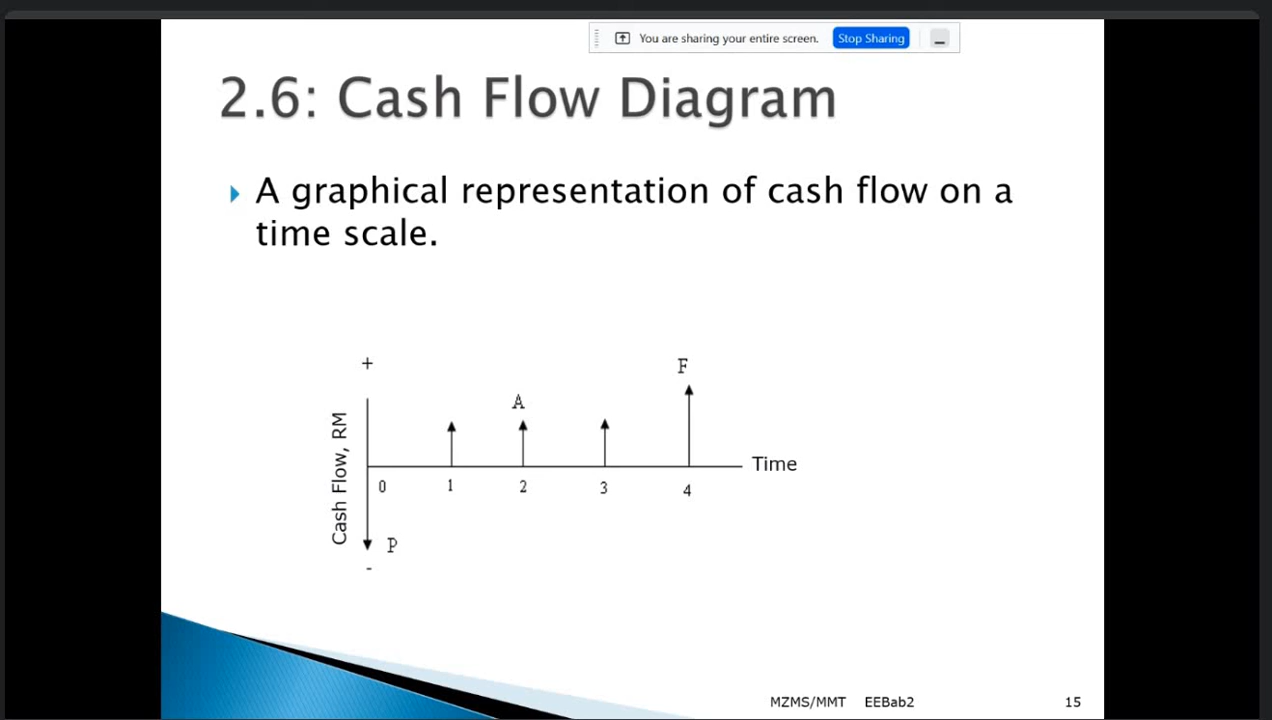 You are sharing your entire screen. Stop Sharing
2.6: Cash Flow Diagram
A graphical representation of cash flow on a
time scale.
+
F
A
Cash Flow, RM
Time
0 1 2 3 4
P
-
MZMS/MMT EEBab2 15